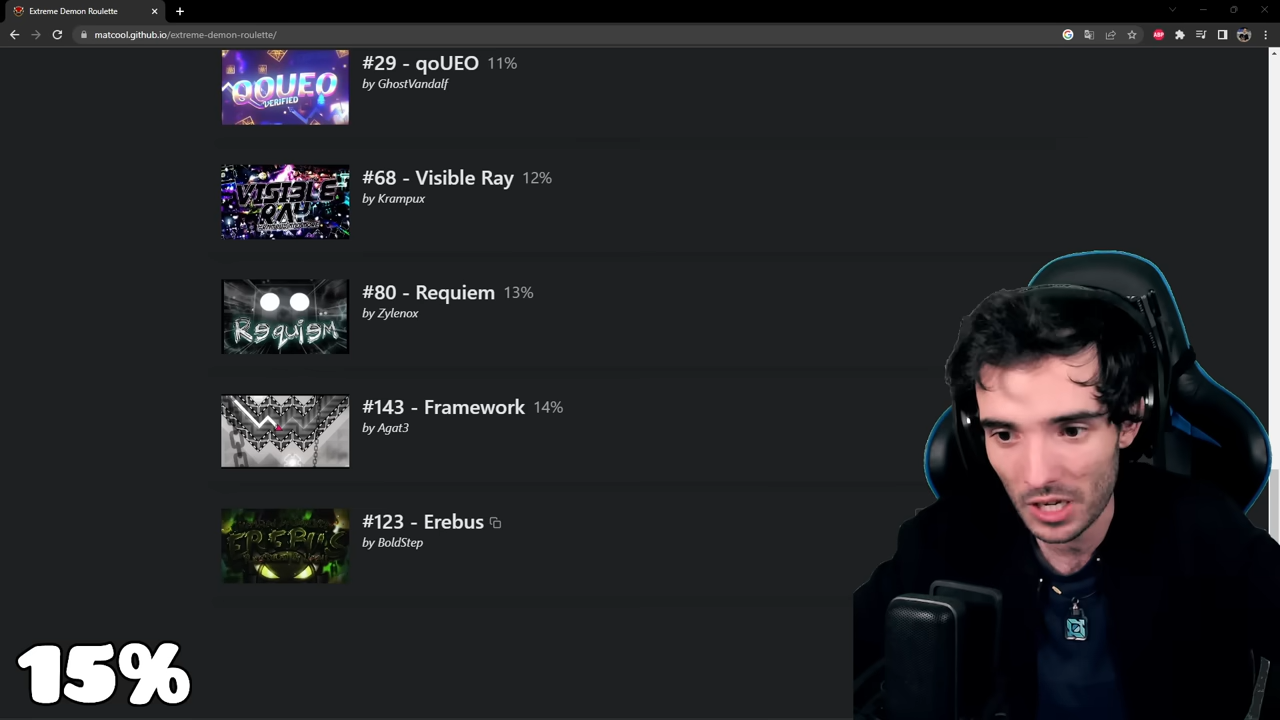 Extreme Demon Roulette
matcool.github.io/extreme-demon-roulette/
ABP
QOUEO
VERIFIED
#29 - qoUEO 11%
by GhostVandalf
VISIBLE
RAY
#68 - Visible Ray 12%
by Krampux
Requiem
#80 - Requiem 13%
by Zylenox
#143 - Framework 14%
by Agat3
EREBUS
#123 - Erebus
by BoldStep
15%